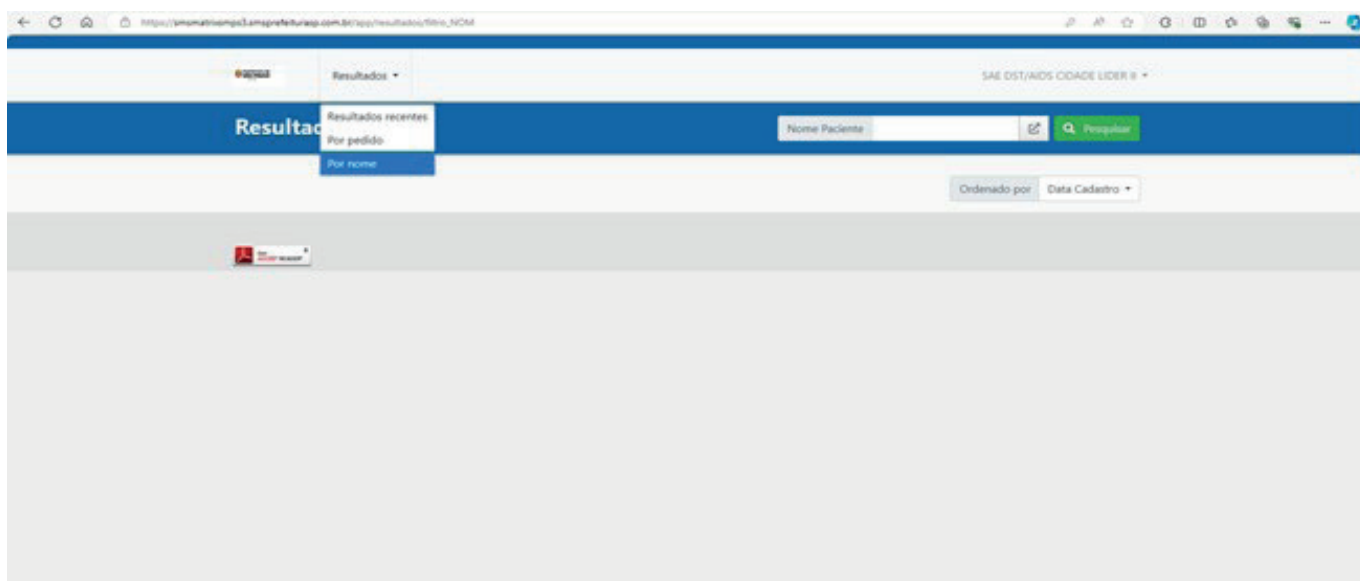 Resultados
SAE DST/AIDS CIDADE LIDER II
Resultados recentes
Por pedido
Por nome
Resultad
Nome Paciente
Pesquisar
Ordenado por Data Cadastro